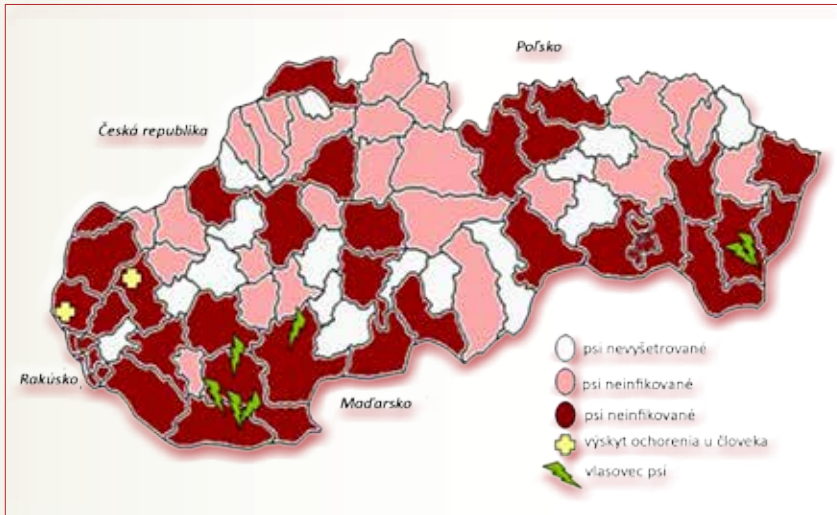 Poľsko
Česká republika
Rakúsko
Maďarsko
psi nevyšetrované
psi neinfikované
psi neinfikované
výskyt ochorenia u človeka
vlasovec psí